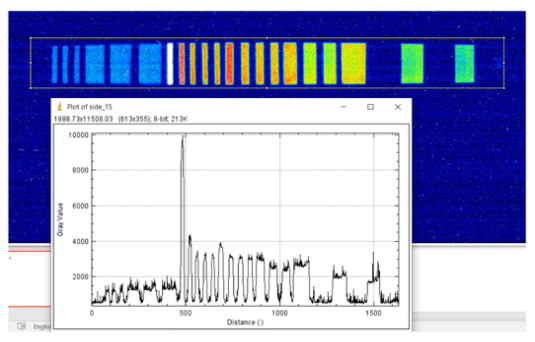 Plot of side_15
1888.73x11508.03 (613x355); 8-bit; 213K
10000
8000
6000
4000
2000
Gray Value
0
500
1000
1500
Distance ( )
Englis